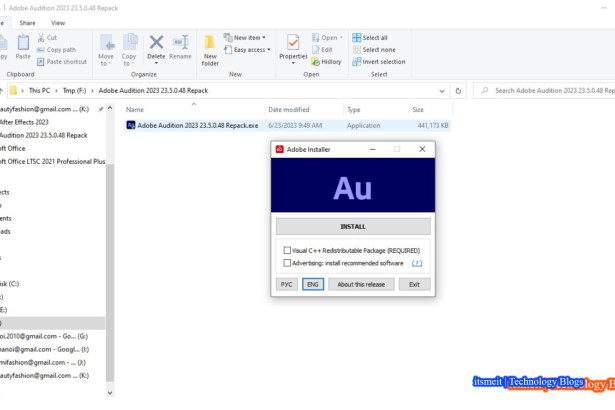 Adobe Audition 2023 23.5.0.48 Repack
Share View
Cut
Copy path
Paste shortcut
Paste
Move to
Copy to
Delete
Rename
New folder
New item
Easy access
Properties
Open
Edit
History
Select all
Select none
Invert selection
Organize New Open Select
This PC > Tmp (F:) > Adobe Audition 2023 23.5.0.48 Repack
Search Adobe Audition 2023 23.5.0.48 Rep
Name Date modified Type Size
Adobe Audition 2023 23.5.0.48 Repack.exe 6/23/2023 9:49 AM Application 441,173 KB
autyfashion@gmail.com ... (K:)
After Effects 2023
Audition 2023 23.5.0.48 Repack
oft Office
oft Office LTSC 2021 Professional Plus
ects
ents
ads
isk (C:)
E:)
oi.2010@gmail.com - Go... (G:)
anoi@gmail.com - Googl... (I:)
mifashion@gmail.com - ... (J:)
autyfashion@gmail.com ... (K:)
Adobe Installer
Au
INSTALL
Visual C++ Redistributable Package (REQUIRED)
Advertising: install recommended software (?)
РУС ENG About this release Exit
itsmeit | Technology Blogs